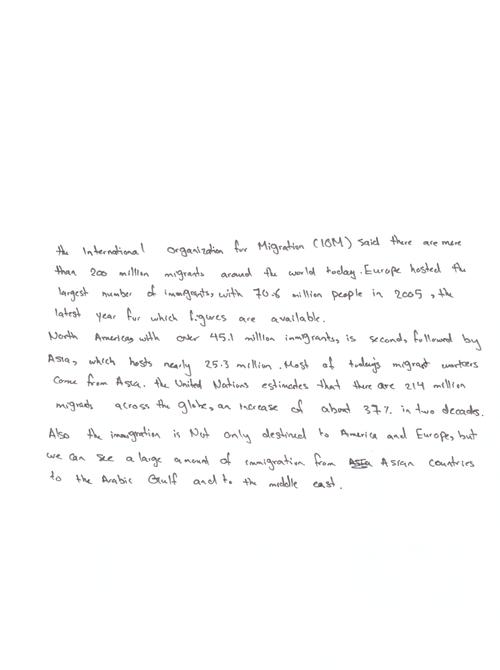 the International organization for Migration (IOM) said there are more
than 200 million migrants around the world today. Europe hosted the
largest number of immigrants, with 70.6 million people in 2005, the
latest year for which figures are available.
North America, with over 45.1 million immigrants, is second, followed by
Asia, which hosts nearly 25.3 million. Most of today's migrant workers
come from Asia. the United Nations estimates that there are 214 million
migrants across the globe, an increase of about 37% in two decades.
Also the immigration is Not only destined to America and Europe, but
we can see a large amount of immigration from Asia Asian countries
to the Arabic Gulf and to the middle east.